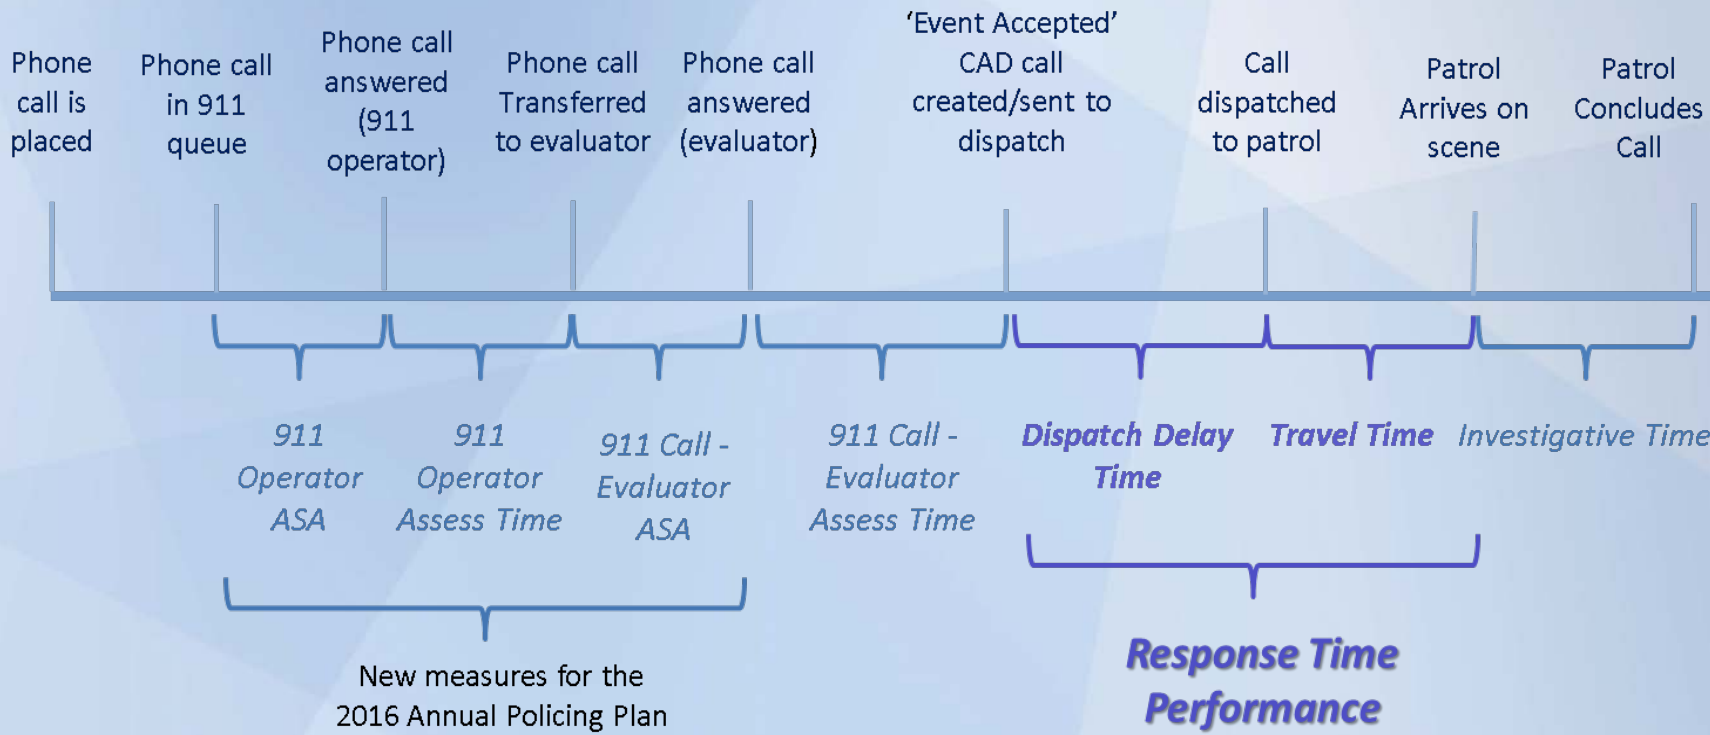 Phone
call is
placed
Phone call
in 911
queue
Phone call
answered
(911
operator)
Phone call
Transferred
to evaluator
Phone call
answered
(evaluator)
‘Event Accepted’
CAD call
created/sent to
dispatch
Call
dispatched
to patrol
Patrol
Arrives on
scene
Patrol
Concludes
Call
911
Operator
ASA
911
Operator
Assess Time
911 Call -
Evaluator
ASA
911 Call -
Evaluator
Assess Time
Dispatch Delay
Time
Travel Time
Investigative Time
New measures for the
2016 Annual Policing Plan
Response Time
Performance